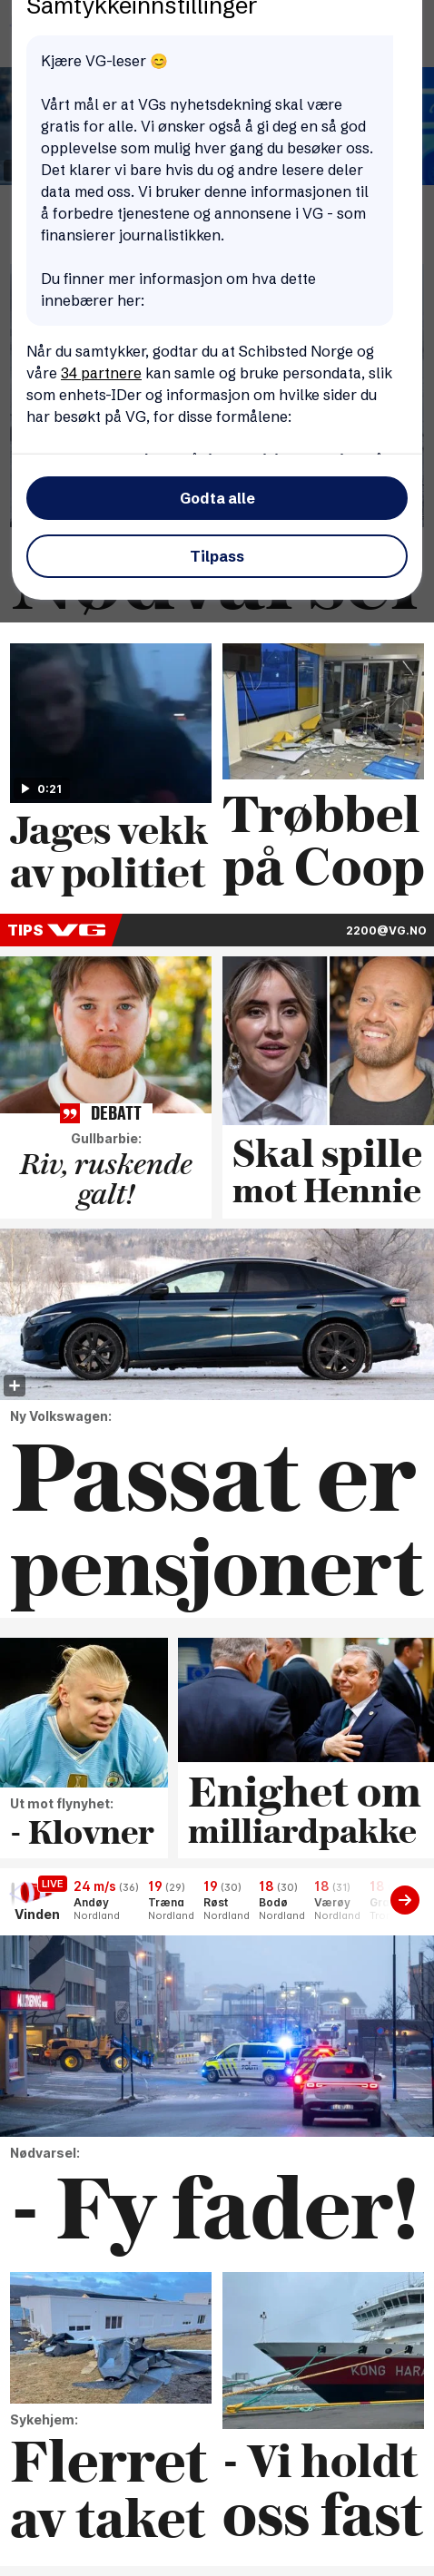 Samtykkeinnstillinger
Kjære VG-leser 😊
Vårt mål er at VGs nyhetsdekning skal være
gratis for alle. Vi ønsker også å gi deg en så god
opplevelse som mulig hver gang du besøker oss.
Det klarer vi bare hvis du og andre lesere deler
data med oss. Vi bruker denne informasjonen til
å forbedre tjenestene og annonsene i VG - som
finansierer journalistikken.
Du finner mer informasjon om hva dette
innebærer her:
Når du samtykker, godtar du at Schibsted Norge og
våre 34 partnere kan samle og bruke persondata, slik
som enhets-IDer og informasjon om hvilke sider du
har besøkt på VG, for disse formålene:
Godta alle
Tilpass
Nødvarsel
0:21
Jages vekk
av politiet
Trøbbel
på Coop
TIPS VG
2200@VG.NO
DEBATT
Gullbarbie:
Riv, ruskende
galt!
Skal spille
mot Hennie
Ny Volkswagen:
Passat er
pensjonert
Ut mot flynyhet:
- Klovner
Enighet om
milliardpakke
LIVE
Vinden
24 m/s (36)
Andøy
Nordland
19 (29)
Træna
Nordland
19 (30)
Røst
Nordland
18 (30)
Bodø
Nordland
18 (31)
Værøy
Nordland
18
Nødvarsel:
- Fy fader!
Sykehjem:
Flerret
av taket
KONG HARA
- Vi holdt
oss fast